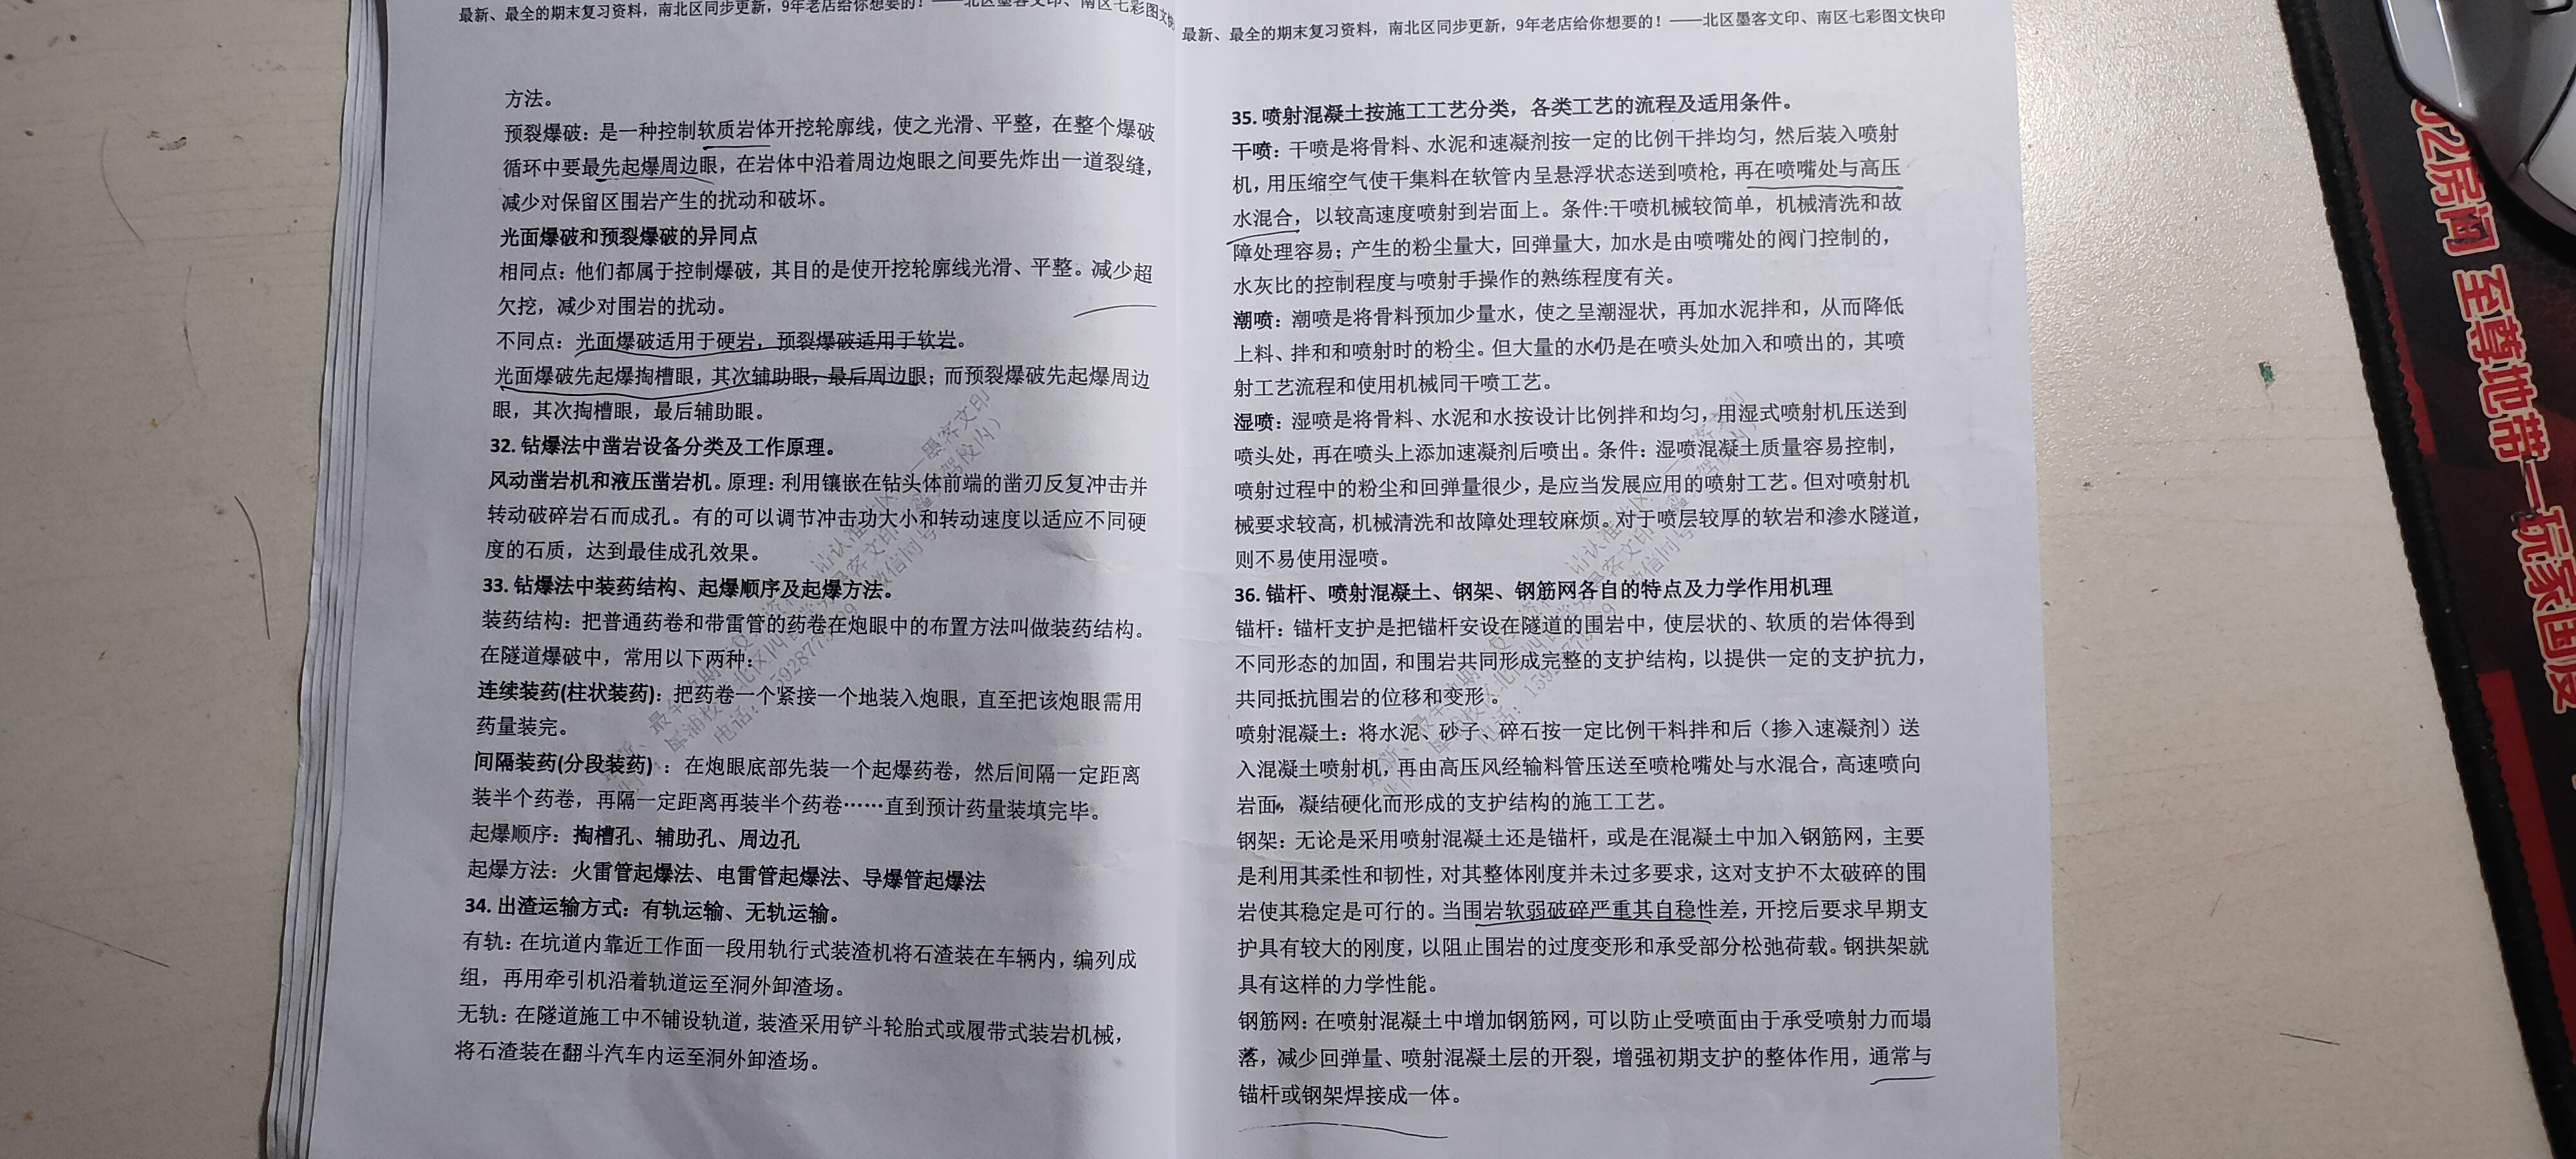 最新、最全的期末复习资料，南北区同步更新，9年老店给你想要的！——北区墨客文印、南区七彩图文快
方法。
预裂爆破：是一种控制软质岩体开挖轮廓线，使之光滑、平整，在整个爆破
循环中要最先起爆周边眼，在岩体中沿着周边炮眼之间要先炸出一道裂缝，
减少对保留区围岩产生的扰动和破坏。
光面爆破和预裂爆破的异同点
相同点：他们都属于控制爆破，其目的是使开挖轮廓线光滑、平整。减少超
欠挖，减少对围岩的扰动。
不同点：光面爆破适用于硬岩，预裂爆破适用于软岩。
光面爆破先起爆掏槽眼，其次辅助眼，最后周边眼；而预裂爆破先起爆周边
眼，其次掏槽眼，最后辅助眼。
32. 钻爆法中凿岩设备分类及工作原理。
风动凿岩机和液压凿岩机。原理：利用镶嵌在钻头体前端的凿刃反复冲击并
转动破碎岩石而成孔。有的可以调节冲击功大小和转动速度以适应不同硬
度的石质，达到最佳成孔效果。
33. 钻爆法中装药结构、起爆顺序及起爆方法。
装药结构：把普通药卷和带雷管的药卷在炮眼中的布置方法叫做装药结构。
在隧道爆破中，常用以下两种：
连续装药(柱状装药)：把药卷一个紧接一个地装入炮眼，直至把该炮眼需用
药量装完。
间隔装药(分段装药)：在炮眼底部先装一个起爆药卷，然后间隔一定距离
装半个药卷，再隔一定距离再装半个药卷……直到预计药量装填完毕。
起爆顺序：掏槽孔、辅助孔、周边孔
起爆方法：火雷管起爆法、电雷管起爆法、导爆管起爆法
34. 出渣运输方式：有轨运输、无轨运输。
有轨：在坑道内靠近工作面一段用轨行式装渣机将石渣装在车辆内，编列成
组，再用牵引机沿着轨道运至洞外卸渣场。
无轨：在隧道施工中不铺设轨道，装渣采用铲斗轮胎式或履带式装岩机械，
将石渣装在翻斗汽车内运至洞外卸渣场。
最新、最全的期末复习资料，南北区同步更新，9年老店给你想要的！——北区墨客文印、南区七彩图文快印
35. 喷射混凝土按施工工艺分类，各类工艺的流程及适用条件。
干喷：干喷是将骨料、水泥和速凝剂按一定的比例干拌均匀，然后装入喷射
机，用压缩空气使干集料在软管内呈悬浮状态送到喷枪，再在喷嘴处与高压
水混合，以较高速度喷射到岩面上。条件:干喷机械较简单，机械清洗和故
障处理容易；产生的粉尘量大，回弹量大，加水是由喷嘴处的阀门控制的，
水灰比的控制程度与喷射手操作的熟练程度有关。
潮喷：潮喷是将骨料预加少量水，使之呈潮湿状，再加水泥拌和，从而降低
上料、拌和和喷射时的粉尘。但大量的水仍是在喷头处加入和喷出的，其喷
射工艺流程和使用机械同干喷工艺。
湿喷：湿喷是将骨料、水泥和水按设计比例拌和均匀，用湿式喷射机压送到
喷头处，再在喷头上添加速凝剂后喷出。条件：湿喷混凝土质量容易控制，
喷射过程中的粉尘和回弹量很少，是应当发展应用的喷射工艺。但对喷射机
械要求较高，机械清洗和故障处理较麻烦。对于喷层较厚的软岩和渗水隧道，
则不易使用湿喷。
36. 锚杆、喷射混凝土、钢架、钢筋网各自的特点及力学作用机理
锚杆：锚杆支护是把锚杆安设在隧道的围岩中，使层状的、软质的岩体得到
不同形态的加固，和围岩共同形成完整的支护结构，以提供一定的支护抗力，
共同抵抗围岩的位移和变形。
喷射混凝土：将水泥、砂子、碎石按一定比例干料拌和后（掺入速凝剂）送
入混凝土喷射机，再由高压风经输料管压送至喷枪嘴处与水混合，高速喷向
岩面，凝结硬化而形成的支护结构的施工工艺。
钢架：无论是采用喷射混凝土还是锚杆，或是在混凝土中加入钢筋网，主要
是利用其柔性和韧性，对其整体刚度并未过多要求，这对支护不太破碎的围
岩使其稳定是可行的。当围岩软弱破碎严重其自稳性差，开挖后要求早期支
护具有较大的刚度，以阻止围岩的过度变形和承受部分松弛荷载。钢拱架就
具有这样的力学性能。
钢筋网：在喷射混凝土中增加钢筋网，可以防止受喷面由于承受喷射力而塌
落，减少回弹量、喷射混凝土层的开裂，增强初期支护的整体作用，通常与
锚杆或钢架焊接成一体。
02房间 至尊地带—玩家国度